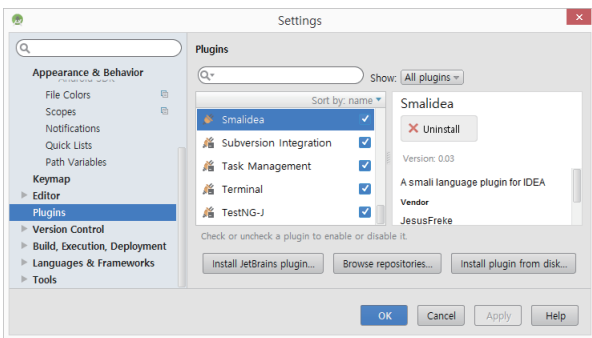 Settings
Appearance & Behavior
File Colors
Scopes
Notifications
Quick Lists
Path Variables
Keymap
Editor
Plugins
Version Control
Build, Execution, Deployment
Languages & Frameworks
Tools
Plugins
Show: All plugins
Sort by: name
Smalidea
Subversion Integration
Task Management
Terminal
TestNG-J
Smalidea
Uninstall
Version: 0.03
A smali language plugin for IDEA
Vendor
JesusFreke
Check or uncheck a plugin to enable or disable it.
Install JetBrains plugin... Browse repositories... Install plugin from disk...
OK Cancel Apply Help